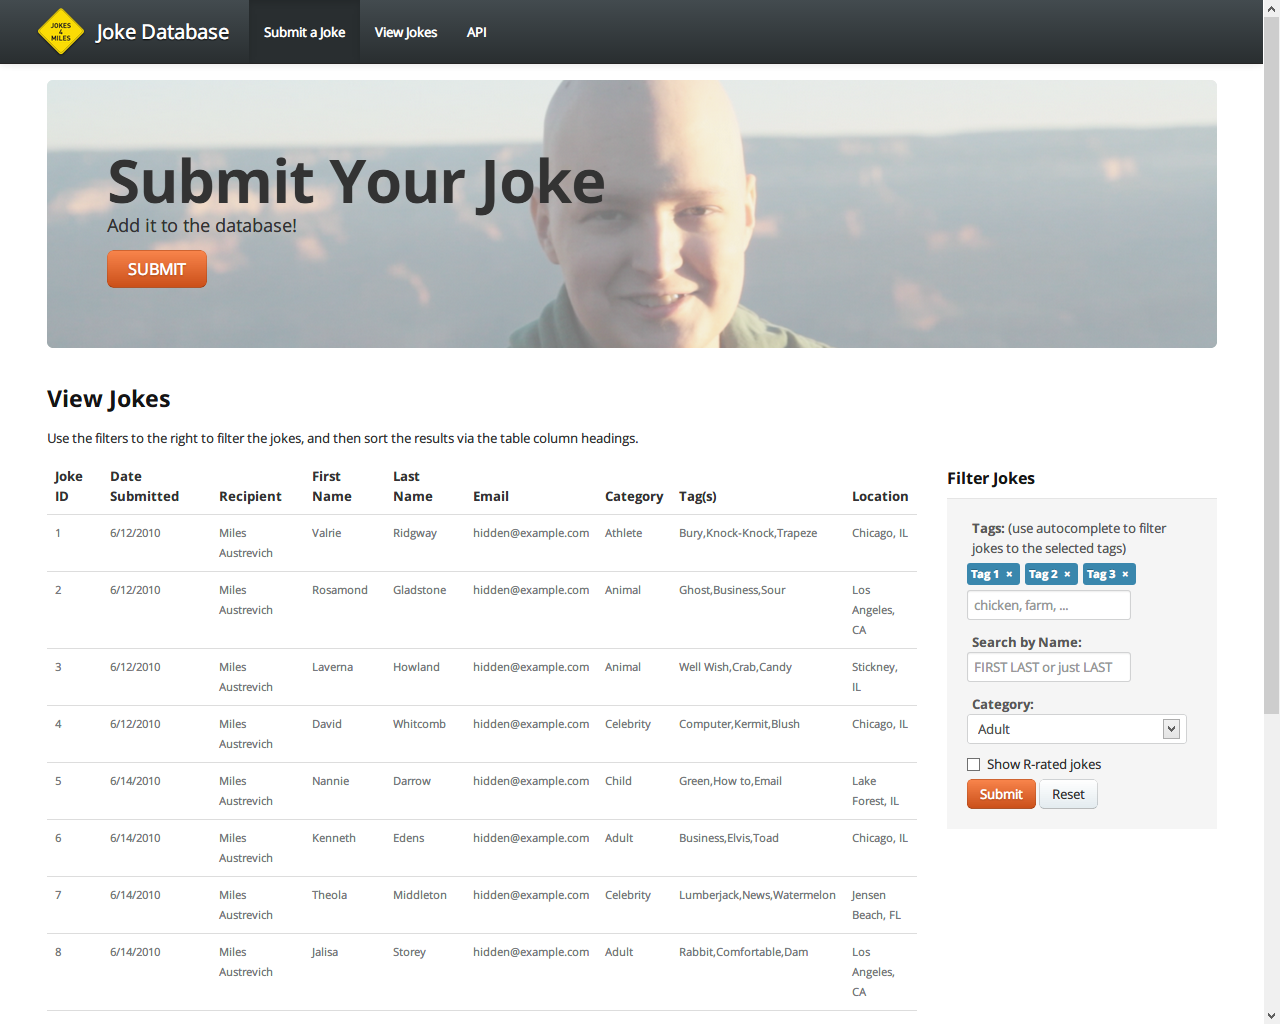 JOKES
4
MILES
Joke Database
Submit a Joke
View Jokes
API
Submit Your Joke
Add it to the database!
SUBMIT
View Jokes
Use the filters to the right to filter the jokes, and then sort the results via the table column headings.
Joke ID Date Submitted Recipient First Name Last Name Email Category Tag(s) Location
1 6/12/2010 Miles Austrevich Valrie Ridgway hidden@example.com Athlete Bury,Knock-Knock,Trapeze Chicago, IL
2 6/12/2010 Miles Austrevich Rosamond Gladstone hidden@example.com Animal Ghost,Business,Sour Los Angeles, CA
3 6/12/2010 Miles Austrevich Laverna Howland hidden@example.com Animal Well Wish,Crab,Candy Stickney, IL
4 6/12/2010 Miles Austrevich David Whitcomb hidden@example.com Celebrity Computer,Kermit,Blush Chicago, IL
5 6/14/2010 Miles Austrevich Nannie Darrow hidden@example.com Child Green,How to,Email Lake Forest, IL
6 6/14/2010 Miles Austrevich Kenneth Edens hidden@example.com Adult Business,Elvis,Toad Chicago, IL
7 6/14/2010 Miles Austrevich Theola Middleton hidden@example.com Celebrity Lumberjack,News,Watermelon Jensen Beach, FL
8 6/14/2010 Miles Austrevich Jalisa Storey hidden@example.com Adult Rabbit,Comfortable,Dam Los Angeles, CA
Filter Jokes
Tags: (use autocomplete to filter
jokes to the selected tags)
Tag 1 × Tag 2 × Tag 3 ×
chicken, farm, ...
Search by Name:
FIRST LAST or just LAST
Category:
Adult
Show R-rated jokes
Submit Reset